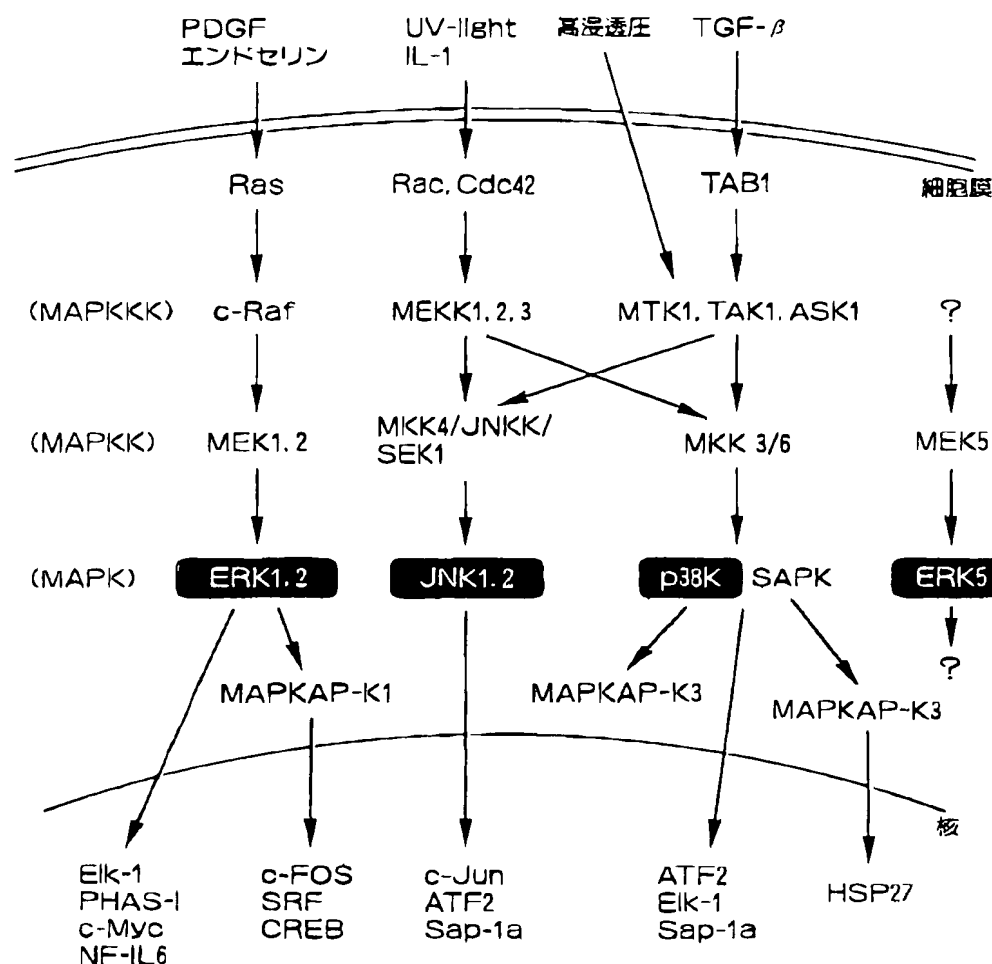 PDGF
エンドセリン
UV-light
IL-1
高浸透圧
TGF-β
Ras
Rac, Cdc42
TAB1
細胞膜
(MAPKKK)
c-Raf
MEKK1, 2, 3
MTK1, TAK1, ASK1
?
(MAPKK)
MEK1, 2
MKK4/JNKK/
SEK1
MKK 3/6
MEK5
(MAPK)
ERK1, 2
JNK1, 2
p38K
SAPK
ERK5
MAPKAP-K1
MAPKAP-K3
MAPKAP-K3
?
核
Elk-1
PHAS-I
c-Myc
NF-IL6
c-FOS
SRF
CREB
c-Jun
ATF2
Sap-1a
ATF2
Elk-1
Sap-1a
HSP27